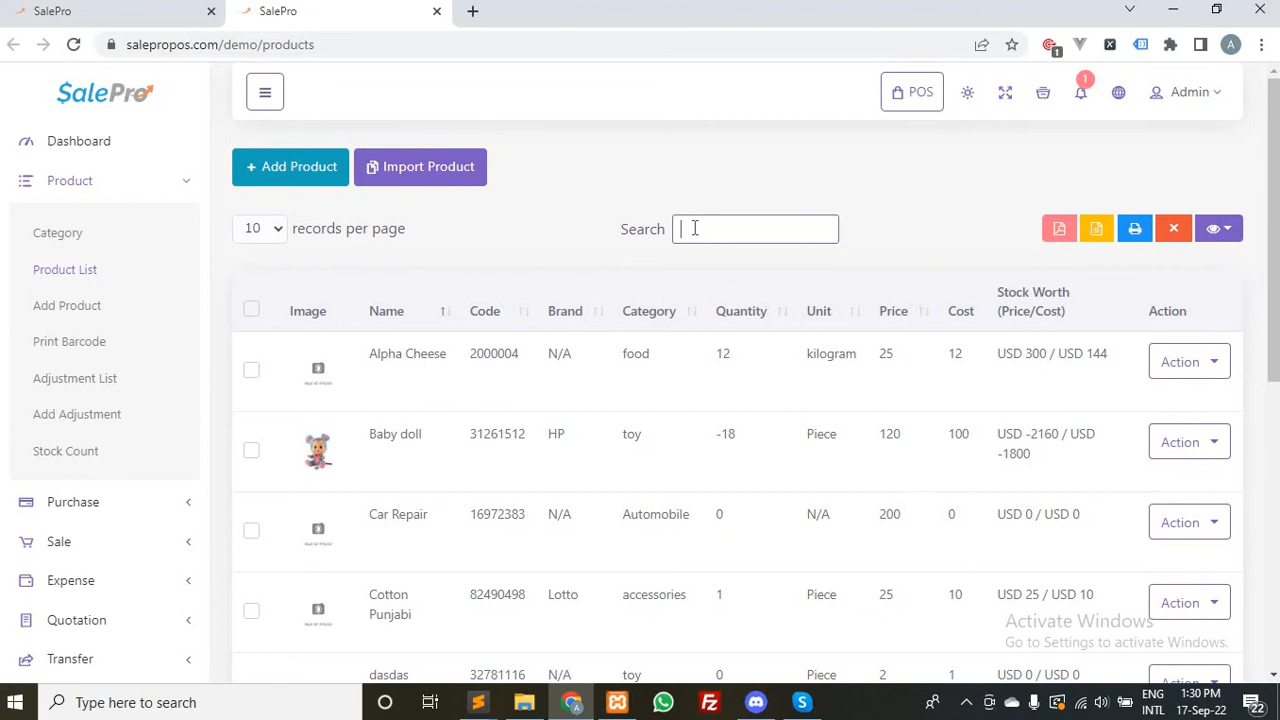 SalePro
SalePro
salepropos.com/demo/products
A
1
SalePro
POS
1
Admin
Dashboard
Product
Category
Product List
Add Product
Print Barcode
Adjustment List
Add Adjustment
Stock Count
Purchase
Sale
Expense
Quotation
Transfer
+ Add Product
Import Product
10 records per page
Search
Image Name Code Brand Category Quantity Unit Price Cost Stock Worth (Price/Cost) Action
Alpha Cheese 2000004 N/A food 12 kilogram 25 12 USD 300 / USD 144 Action
Baby doll 31261512 HP toy -18 Piece 120 100 USD -2160 / USD
-1800
Action
Car Repair 16972383 N/A Automobile 0 N/A 200 0 USD 0 / USD 0 Action
Cotton
Punjabi
82490498 Lotto accessories 1 Piece 25 10 USD 25 / USD 10 Action
dasdas 32781116 N/A toy 0 Piece 2 1 USD 0 / USD 0 Action
Activate Windows
Go to Settings to activate Windows.
Type here to search
ENG
INTL
1:30 PM
17-Sep-22
22